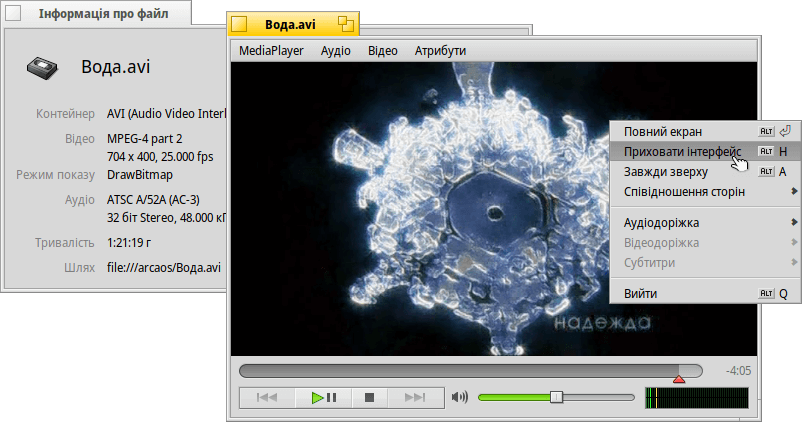 Інформація про файл
Вода.avi
Контейнер AVI (Audio Video Interl
Відео MPEG-4 part 2
704 x 400, 25.000 fps
Режим показу DrawBitmap
Аудіо ATSC A/52A (AC-3)
32 біт Stereo, 48.000 кГ
Тривалість 1:21:19 г
Шлях file:///arcaos/Вода.avi
Вода.avi
MediaPlayer Аудіо Відео Атрибути
Повний екран ALT
Приховати інтерфейс ALT H
Завжди зверху ALT A
Співвідношення сторін
Аудіодоріжка
Відеодоріжка
Субтитри
Вийти ALT Q
надежда
-4:05